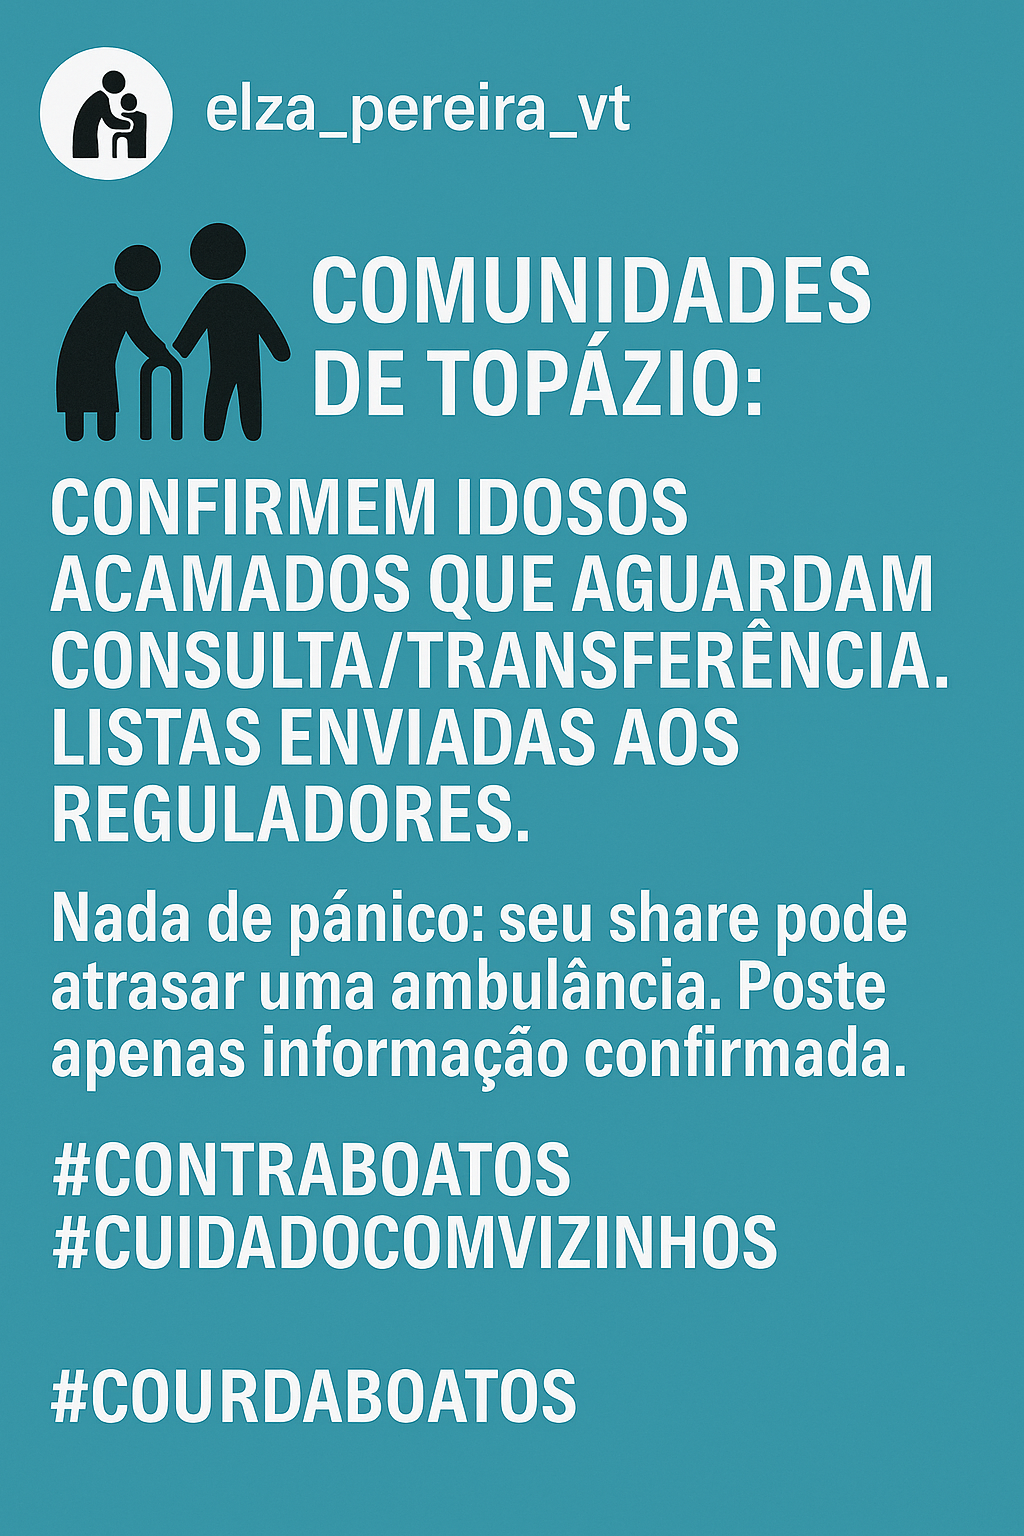 elza_pereira_vt
COMUNIDADES
DE TOPÁZIO:
CONFIRMEM IDOSOS
ACAMADOS QUE AGUARDAM
CONSULTA/TRANSFERÊNCIA.
LISTAS ENVIADAS AOS
REGULADORES.
Nada de pánico: seu share pode
atrasar uma ambulância. Poste
apenas informação confirmada.
#CONTRABOATOS
#CUIDADOCOMVIZINHOS
#COURDABOATOS